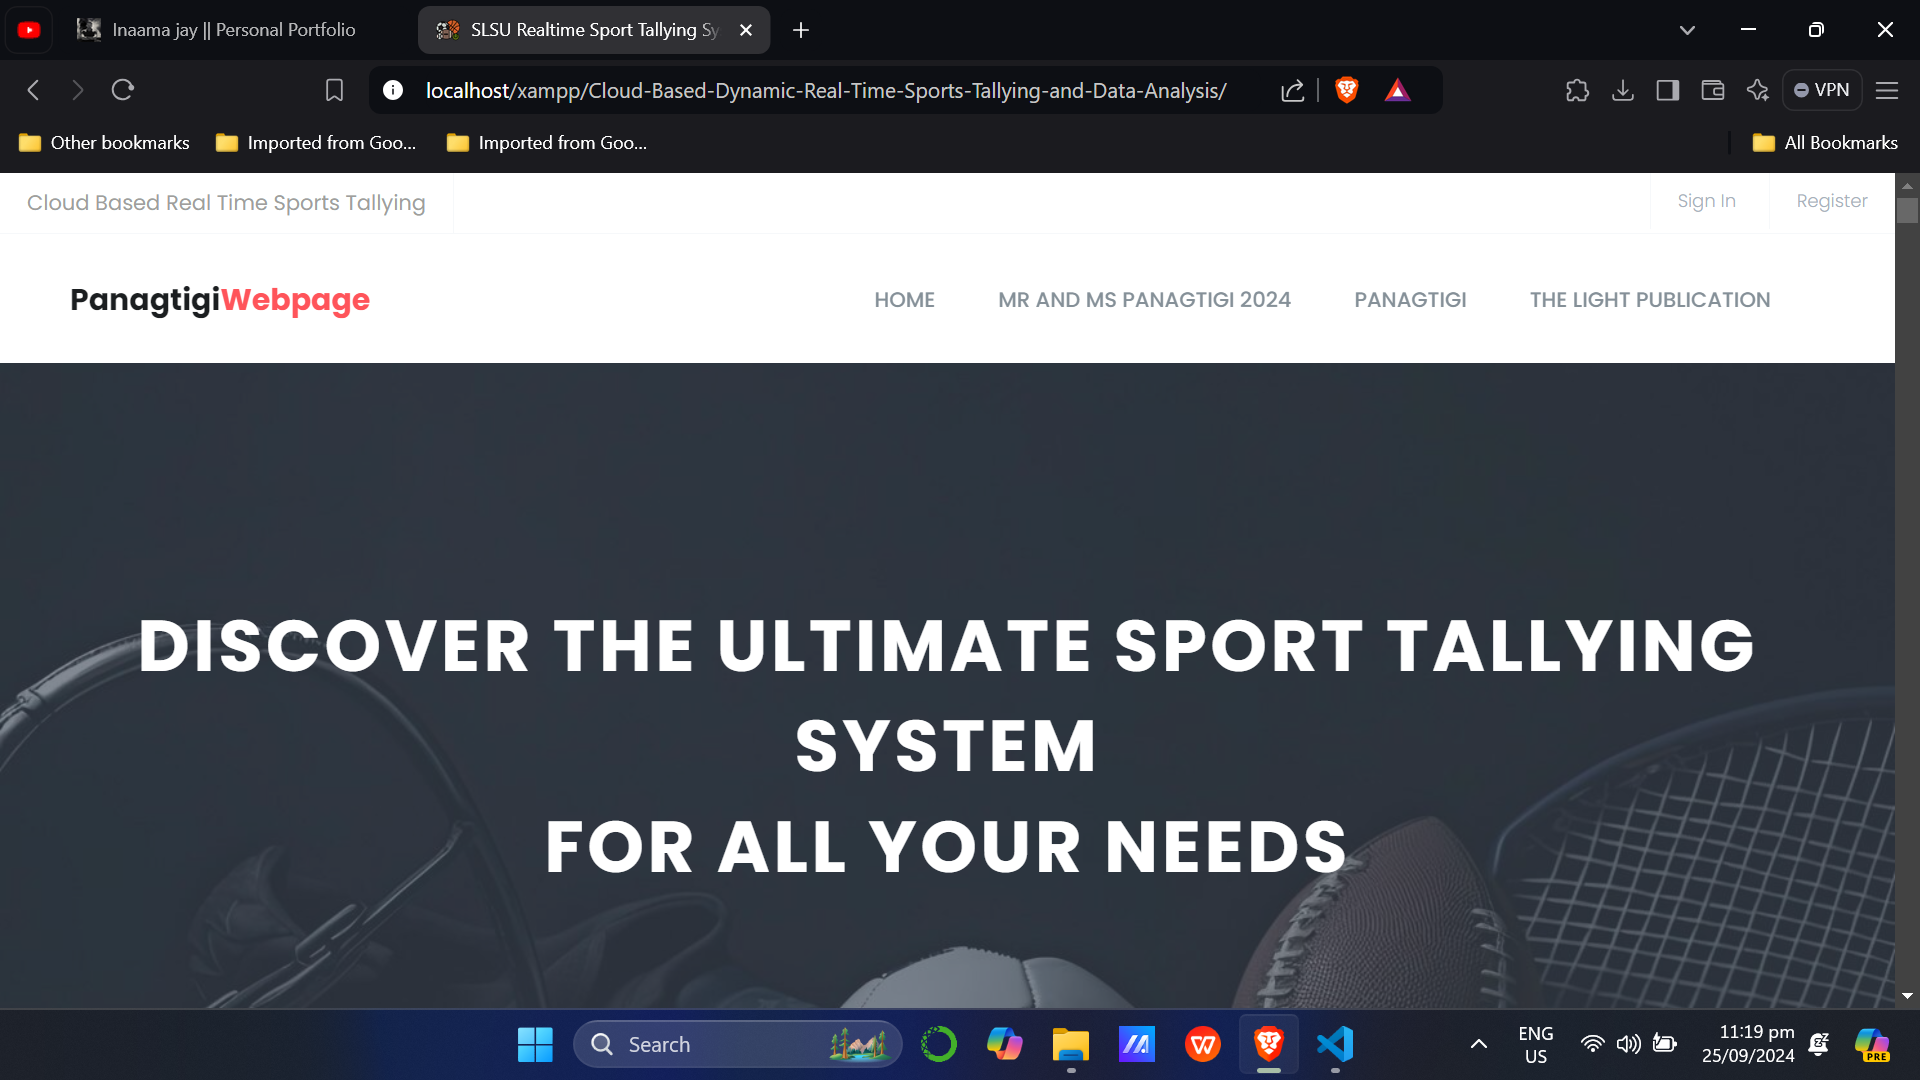 Inaama jay || Personal Portfolio
SLSU Realtime Sport Tallying Sy
localhost/xampp/Cloud-Based-Dynamic-Real-Time-Sports-Tallying-and-Data-Analysis/
VPN
Other bookmarks
Imported from Goo...
Imported from Goo...
All Bookmarks
Cloud Based Real Time Sports Tallying
Sign In
Register
PanagtigiWebpage
HOME
MR AND MS PANAGTIGI 2024
PANAGTIGI
THE LIGHT PUBLICATION
DISCOVER THE ULTIMATE SPORT TALLYING
SYSTEM
FOR ALL YOUR NEEDS
Search
ENG
US
11:19 pm
25/09/2024
PRE